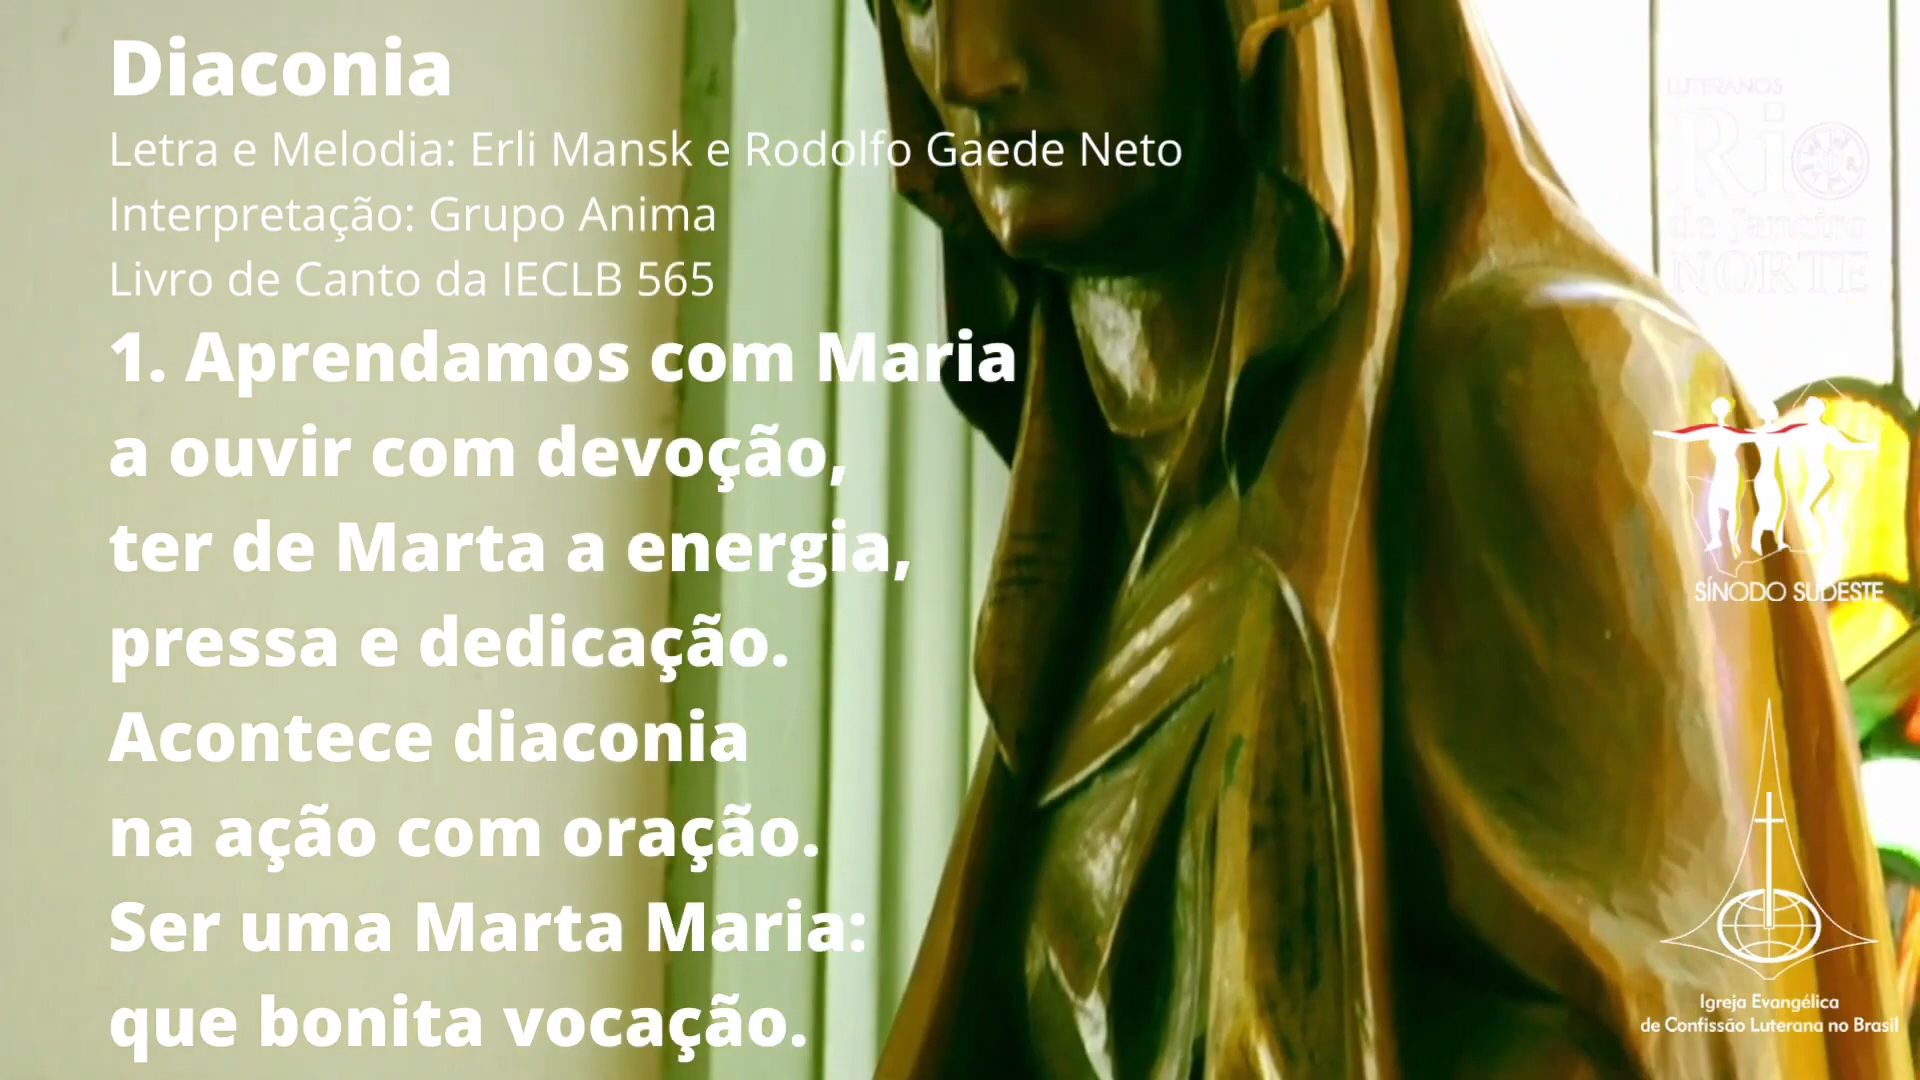 Diaconia
Letra e Melodia: Erli Mansk e Rodolfo Gaede Neto
Interpretação: Grupo Anima
Livro de Canto da IECLB 565
1. Aprendamos com Maria
a ouvir com devoção,
ter de Marta a energia,
pressa e dedicação.
Acontece diaconia
na ação com oração.
Ser uma Marta Maria:
que bonita vocação.
LUTERANOS
Rio
de Janeiro
NORTE
SÍNODO SUDESTE
Igreja Evangélica
de Confissão Luterana no Brasil